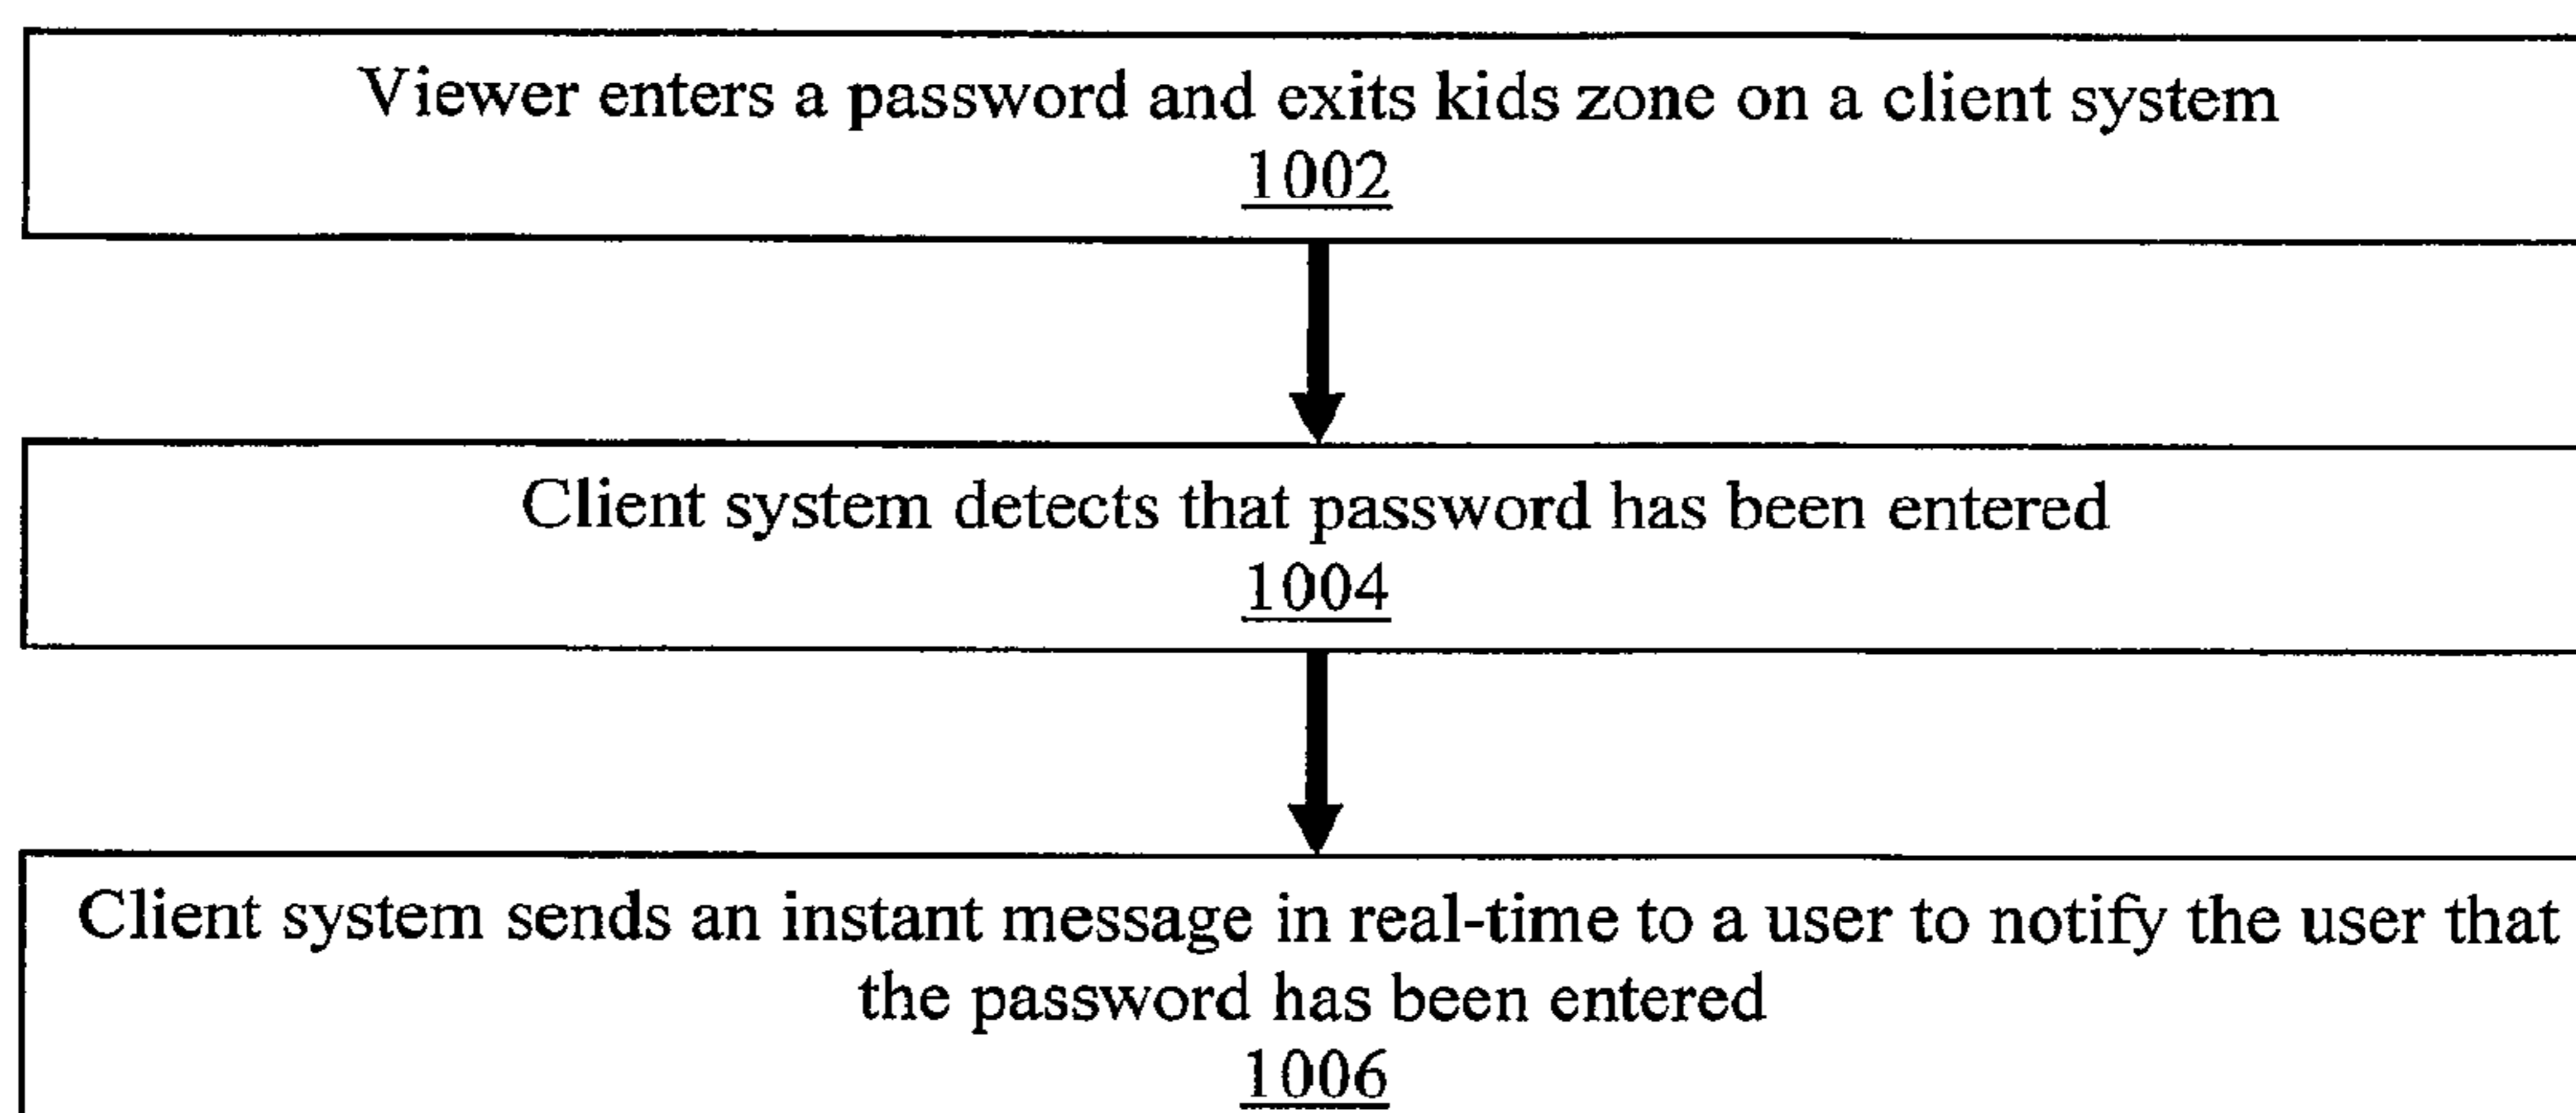 Viewer enters a password and exits kids zone on a client system
1002
Client system detects that password has been entered
1004
Client system sends an instant message in real-time to a user to notify the user that
the password has been entered
1006